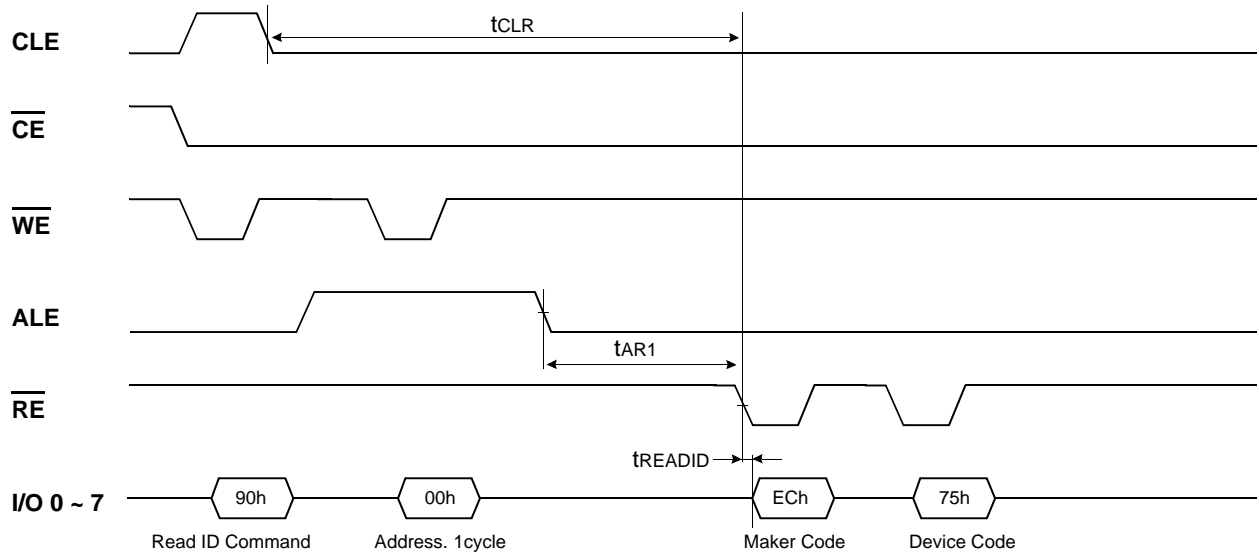 CLE
tCLR
CE
WE
ALE
tAR1
RE
tREADID
I/O 0 ~ 7
90h
00h
ECh
75h
Read ID Command
Address. 1cycle
Maker Code
Device Code